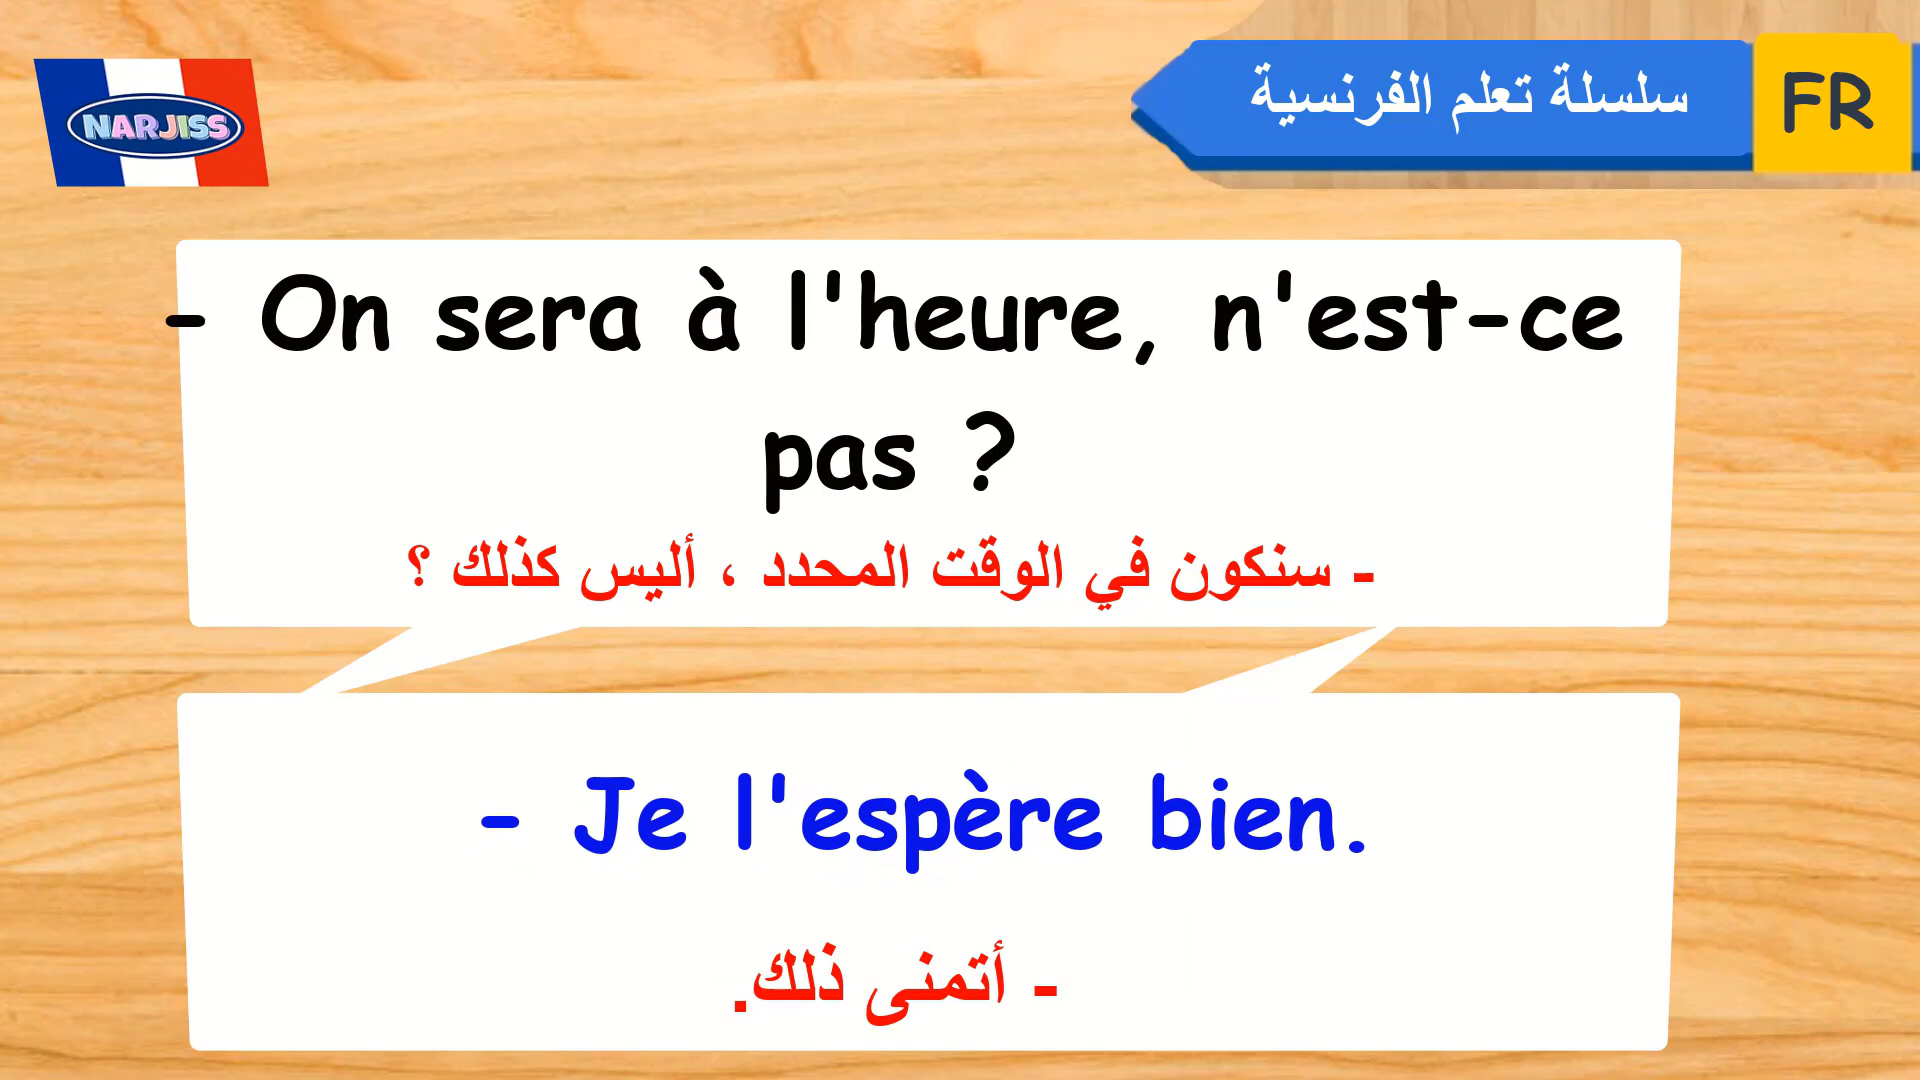 NARJISS
سلسلة تعلم الفرنسية
FR
- On sera à l'heure, n'est-ce
pas ?
- سنكون في الوقت المحدد ، أليس كذلك ؟
- Je l'espère bien.
- أتمنى ذلك.